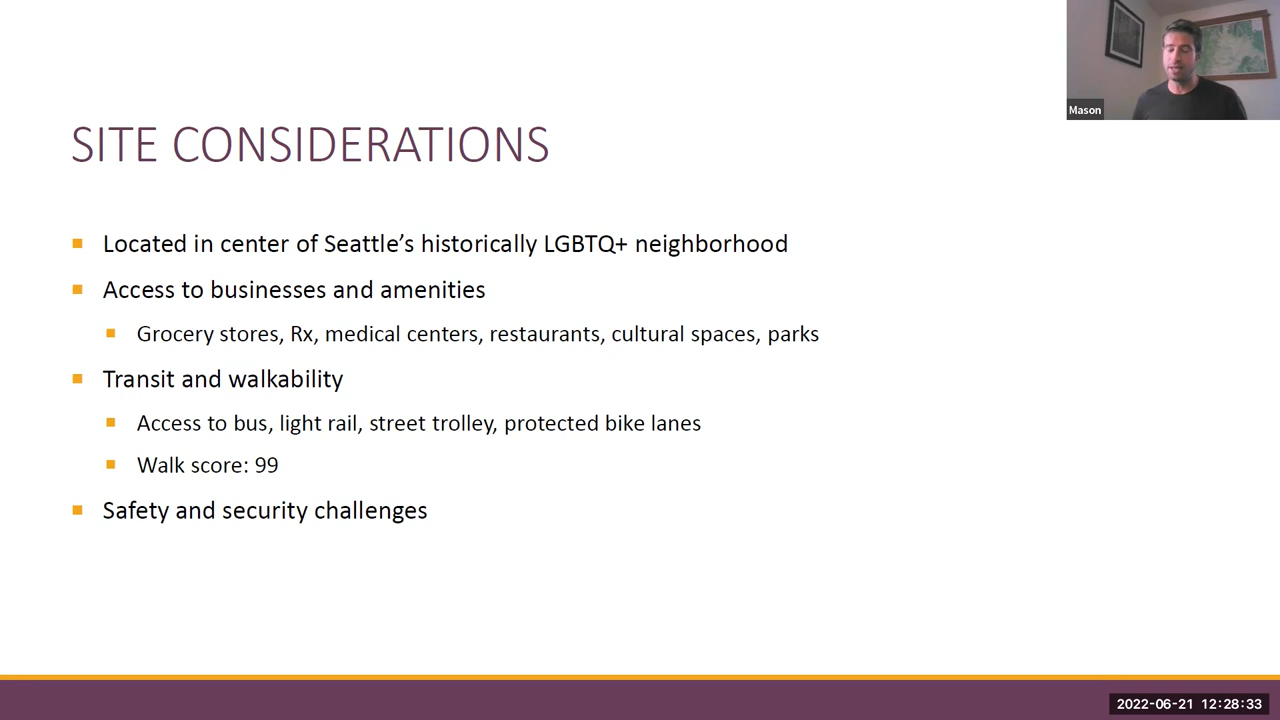 Mason
SITE CONSIDERATIONS
Located in center of Seattle’s historically LGBTQ+ neighborhood
Access to businesses and amenities
Grocery stores, Rx, medical centers, restaurants, cultural spaces, parks
Transit and walkability
Access to bus, light rail, street trolley, protected bike lanes
Walk score: 99
Safety and security challenges
2022-06-21 12:28:33